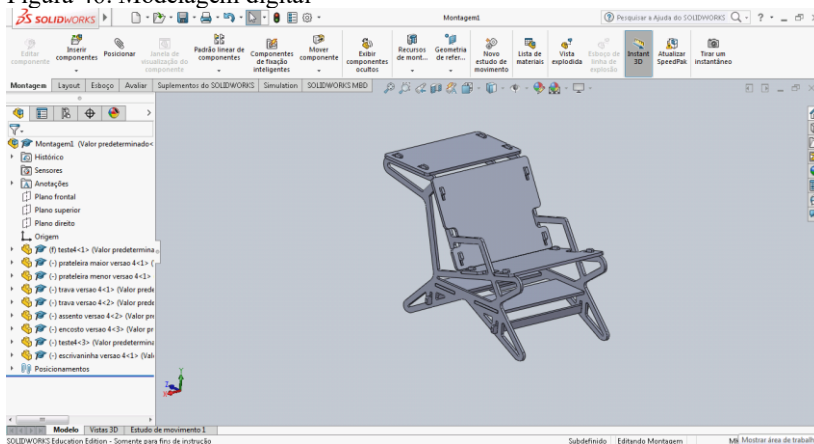 Figura 40: Modelagem digital
SOLIDWORKS
Montagem1
Pesquisar a Ajuda do SOLIDWORKS
Editar componente
Inserir componentes
Posicionar
Janela de visualização do componente
Padrão linear de componentes
Componentes de fixação inteligentes
Mover componente
Exibir componentes ocultos
Recursos de mont...
Geometria de refer...
Novo estudo de movimento
Lista de materiais
Vista explodida
Esboço de linha de explosão
Instant 3D
Atualizar SpeedPak
Tirar um instantâneo
Montagem Layout Esboço Avaliar Suplementos do SOLIDWORKS Simulation SOLIDWORKS MBD
Montagem1 (Valor predeterminado<
Histórico
Sensores
Anotações
Plano frontal
Plano superior
Plano direito
Origem
(f) teste4<1> (Valor predetermina
(-) prateleira maior versao 4<1> (
(-) prateleira menor versao 4<1>
(-) trava versao 4<1> (Valor prede
(-) trava versao 4<2> (Valor prede
(-) assento versao 4<2> (Valor pre
(-) encosto versao 4<3> (Valor pr
(-) teste4<3> (Valor predetermina
(-) escrivaninha versao 4<1> (Valo
Posicionamentos
Modelo Vistas 3D Estudo de movimento 1
SOLIDWORKS Education Edition - Somente para fins de instrução
Subdefinido Editando Montagem
Mostrar área de trabalh